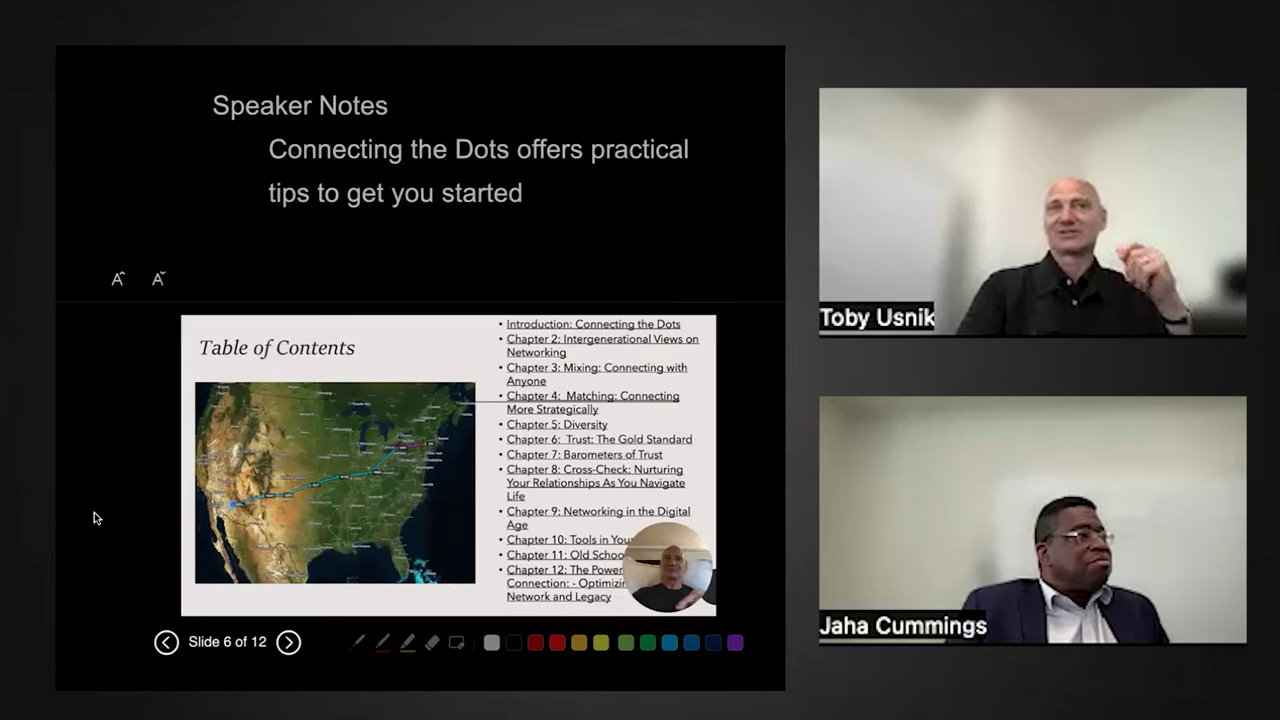 Speaker Notes
Connecting the Dots offers practical
tips to get you started
Aˆ Aˇ
Table of Contents
• Introduction: Connecting the Dots
• Chapter 2: Intergenerational Views on
Networking
• Chapter 3: Mixing: Connecting with
Anyone
• Chapter 4: Matching: Connecting
More Strategically
• Chapter 5: Diversity
• Chapter 6: Trust: The Gold Standard
• Chapter 7: Barometers of Trust
• Chapter 8: Cross-Check: Nurturing
Your Relationships As You Navigate
Life
• Chapter 9: Networking in the Digital
Age
• Chapter 10: Tools in
• Chapter 11: Old
• Chapter 12: The Power
Connection: -
Network and Legacy
Slide 6 of 12
Toby Usnik
Jaha Cummings